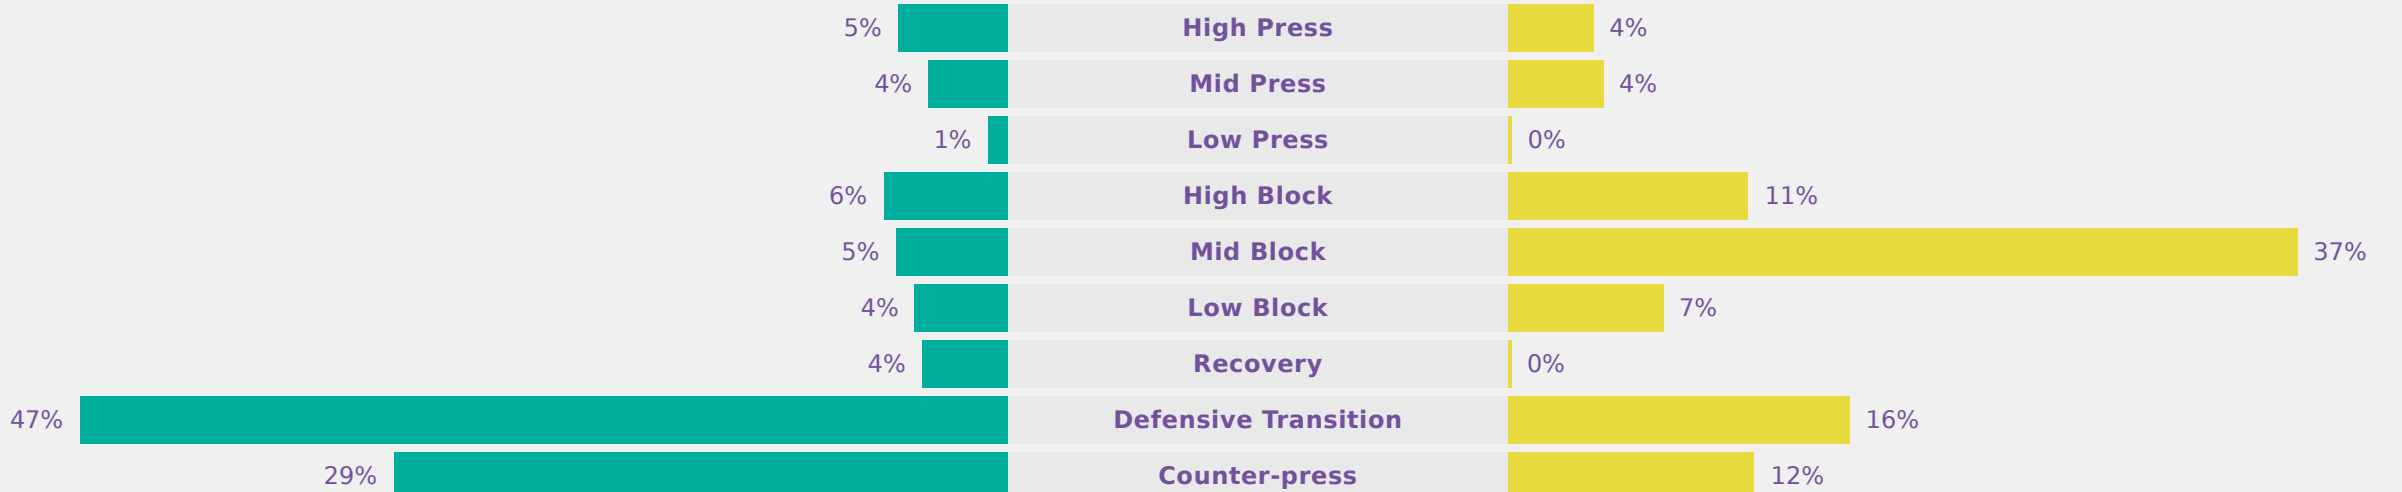 5% High Press 4%
4% Mid Press 4%
1% Low Press 0%
6% High Block 11%
5% Mid Block 37%
4% Low Block 7%
4% Recovery 0%
47% Defensive Transition 16%
29% Counter-press 12%